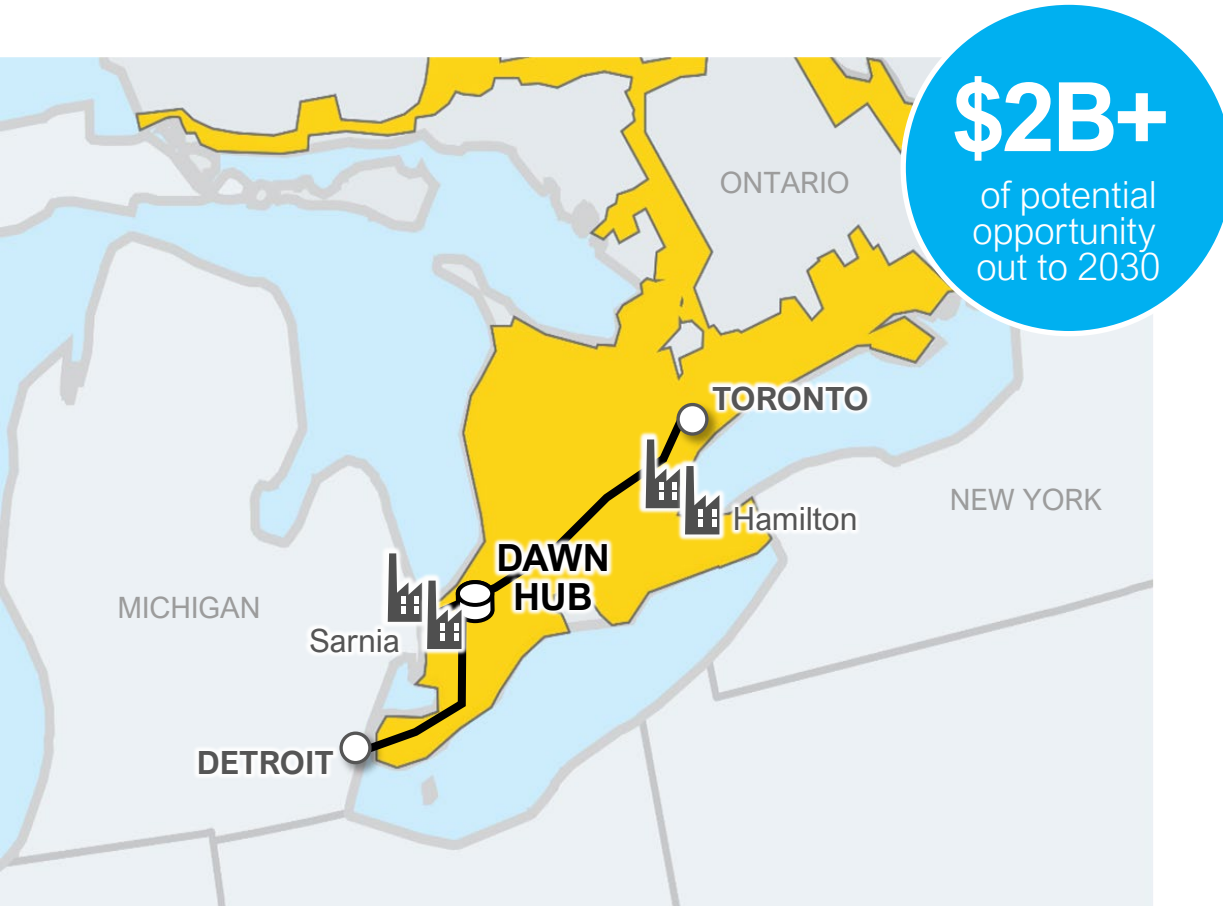 $2B+
of potential
opportunity
out to 2030
ONTARIO
TORONTO
NEW YORK
Hamilton
DAWN
HUB
MICHIGAN
Sarnia
DETROIT